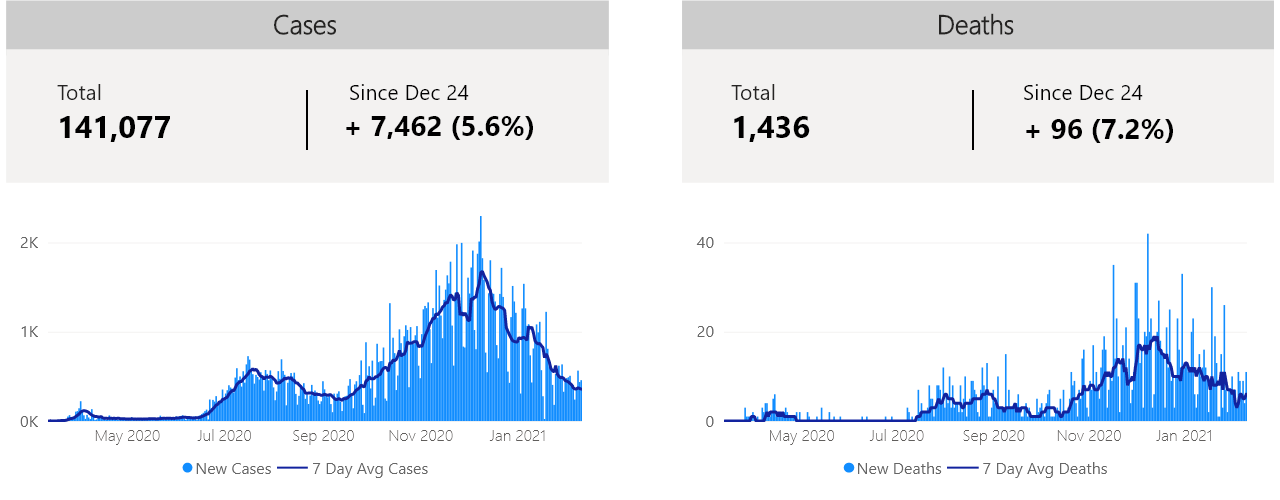 Cases
Total
Since Dec 24
141,077
+ 7,462 (5.6%)
2K
1K
0K
May 2020
Jul 2020
Sep 2020
Nov 2020
Jan 2021
New Cases
7 Day Avg Cases
Deaths
Total
Since Dec 24
1,436
+ 96 (7.2%)
40
20
0
May 2020
Jul 2020
Sep 2020
Nov 2020
Jan 2021
New Deaths
7 Day Avg Deaths